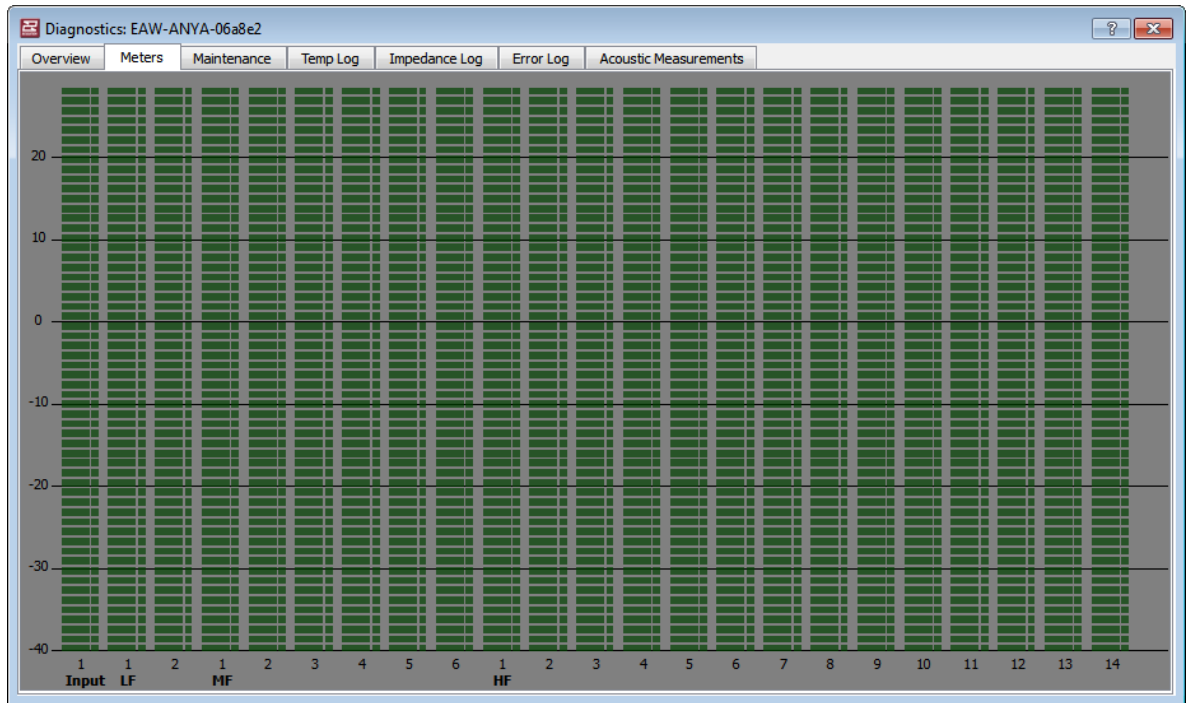 Diagnostics: EAW-ANYA-06a8e2
Overview Meters Maintenance Temp Log Impedance Log Error Log Acoustic Measurements
20
10
0
-10
-20
-30
-40
1 1 2 1 2 3 4 5 6 1 2 3 4 5 6 7 8 9 10 11 12 13 14
Input LF MF HF